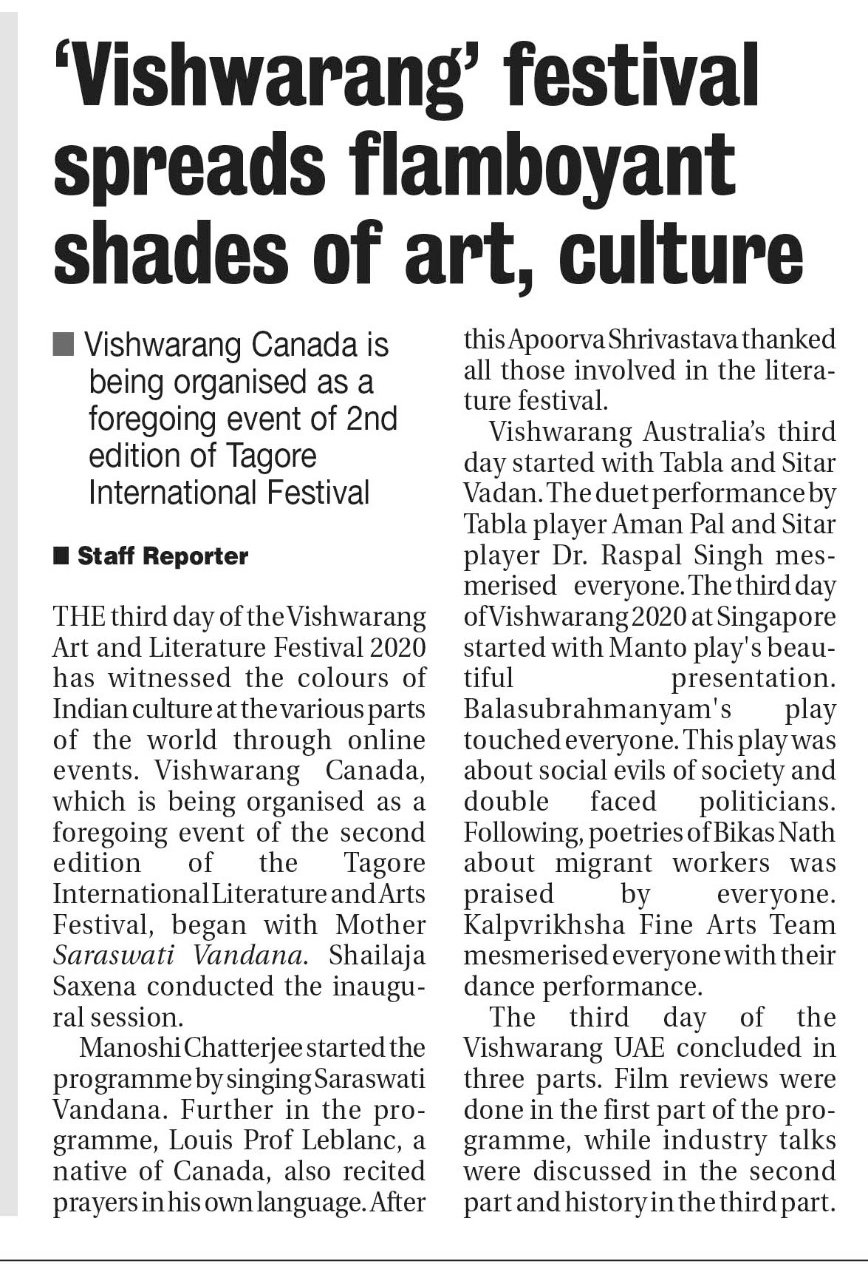 ‘Vishwarang’ festival
spreads flamboyant
shades of art, culture
■ Vishwarang Canada is
being organised as a
foregoing event of 2nd
edition of Tagore
International Festival
■ Staff Reporter
THE third day of the Vishwarang
Art and Literature Festival 2020
has witnessed the colours of
Indian culture at the various parts
of the world through online
events. Vishwarang Canada,
which is being organised as a
foregoing event of the second
edition of the Tagore
International Literature and Arts
Festival, began with Mother
Saraswati Vandana. Shailaja
Saxena conducted the inaugu-
ral session.
Manoshi Chatterjee started the
programme by singing Saraswati
Vandana. Further in the pro-
gramme, Louis Prof Leblanc, a
native of Canada, also recited
prayers in his own language. After
this Apoorva Shrivastava thanked
all those involved in the litera-
ture festival.
Vishwarang Australia’s third
day started with Tabla and Sitar
Vadan. The duet performance by
Tabla player Aman Pal and Sitar
player Dr. Raspal Singh mes-
merised everyone. The third day
of Vishwarang 2020 at Singapore
started with Manto play's beau-
tiful presentation.
Balasubrahmanyam's play
touched everyone. This play was
about social evils of society and
double faced politicians.
Following, poetries of Bikas Nath
about migrant workers was
praised by everyone.
Kalpvrikhsha Fine Arts Team
mesmerised everyone with their
dance performance.
The third day of the
Vishwarang UAE concluded in
three parts. Film reviews were
done in the first part of the pro-
gramme, while industry talks
were discussed in the second
part and history in the third part.